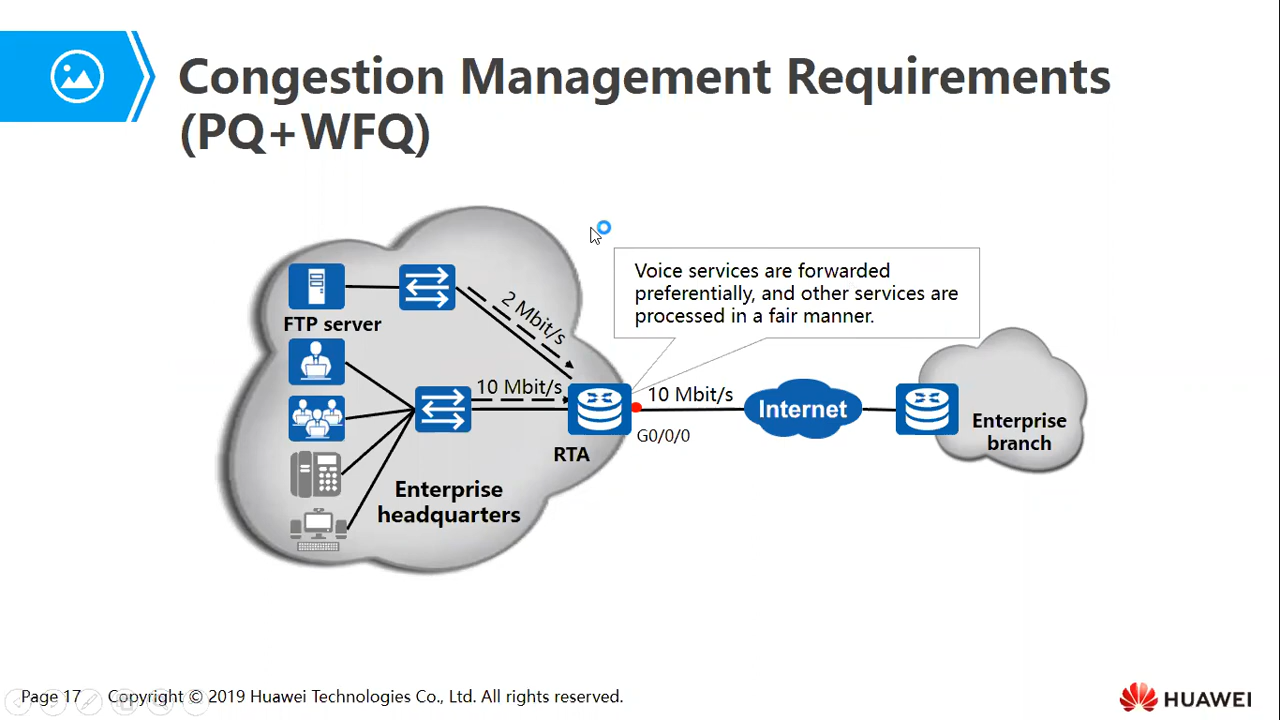 Congestion Management Requirements
(PQ+WFQ)
Voice services are forwarded
preferentially, and other services are
processed in a fair manner.
FTP server
2 Mbit/s
10 Mbit/s
10 Mbit/s
Internet
G0/0/0
RTA
Enterprise
branch
Enterprise
headquarters
Page 17
Copyright © 2019 Huawei Technologies Co., Ltd. All rights reserved.
HUAWEI